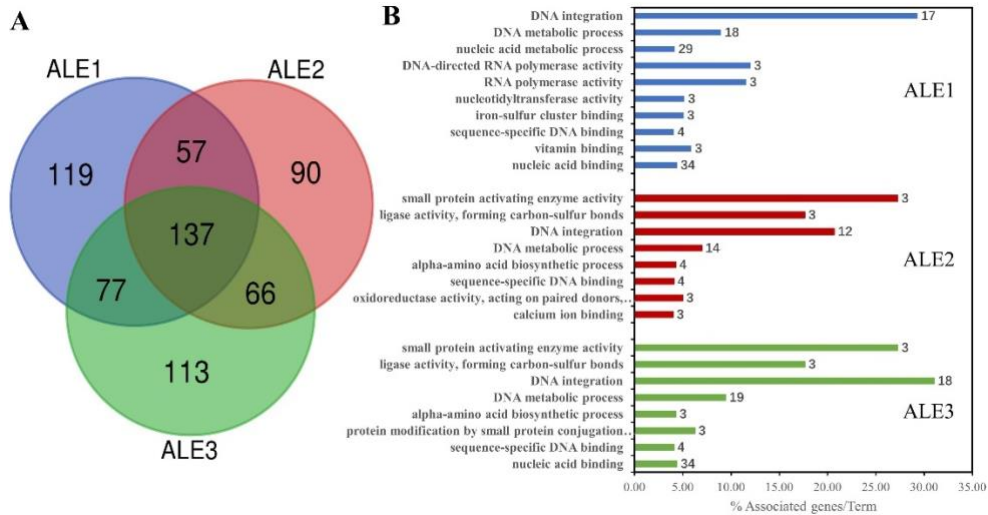 A
ALE1
ALE2
119
57
90
137
77
66
113
ALE3
B
DNA integration 17
DNA metabolic process 18
nucleic acid metabolic process 29
DNA-directed RNA polymerase activity 3
RNA polymerase activity 3
nucleotidyltransferase activity 3
iron-sulfur cluster binding 3
sequence-specific DNA binding 4
vitamin binding 3
nucleic acid binding 34
ALE1
small protein activating enzyme activity 3
ligase activity, forming carbon-sulfur bonds 3
DNA integration 12
DNA metabolic process 14
alpha-amino acid biosynthetic process 4
sequence-specific DNA binding 4
oxidoreductase activity, acting on paired donors,.. 3
calcium ion binding 3
ALE2
small protein activating enzyme activity 3
ligase activity, forming carbon-sulfur bonds 3
DNA integration 18
DNA metabolic process 19
alpha-amino acid biosynthetic process 3
protein modification by small protein conjugation.. 3
sequence-specific DNA binding 4
nucleic acid binding 34
ALE3
0.00 5.00 10.00 15.00 20.00 25.00 30.00 35.00
% Associated genes/Term